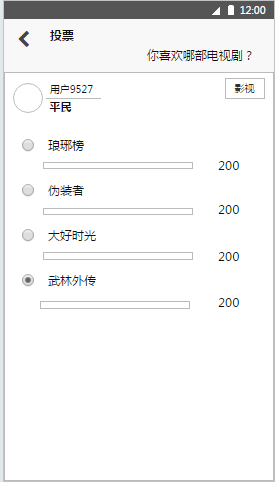 12:00
投票
你喜欢哪部电视剧？
用户9527
影视
平民
琅琊榜
200
伪装者
200
大好时光
200
武林外传
200